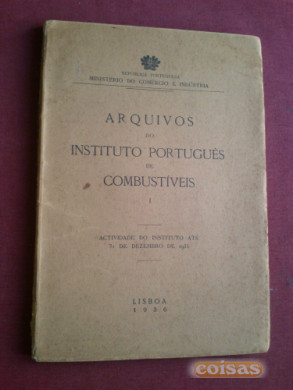 REPÚBLICA PORTUGUESA
MINISTÉRIO DO COMÉRCIO E INDÚSTRIA
ARQUIVOS
DO
INSTITUTO PORTUGUÊS
DE
COMBUSTÍVEIS
I
ACTIVIDADE DO INSTITUTO ATÉ
31 DE DEZEMBRO DE
LISBOA
coisas